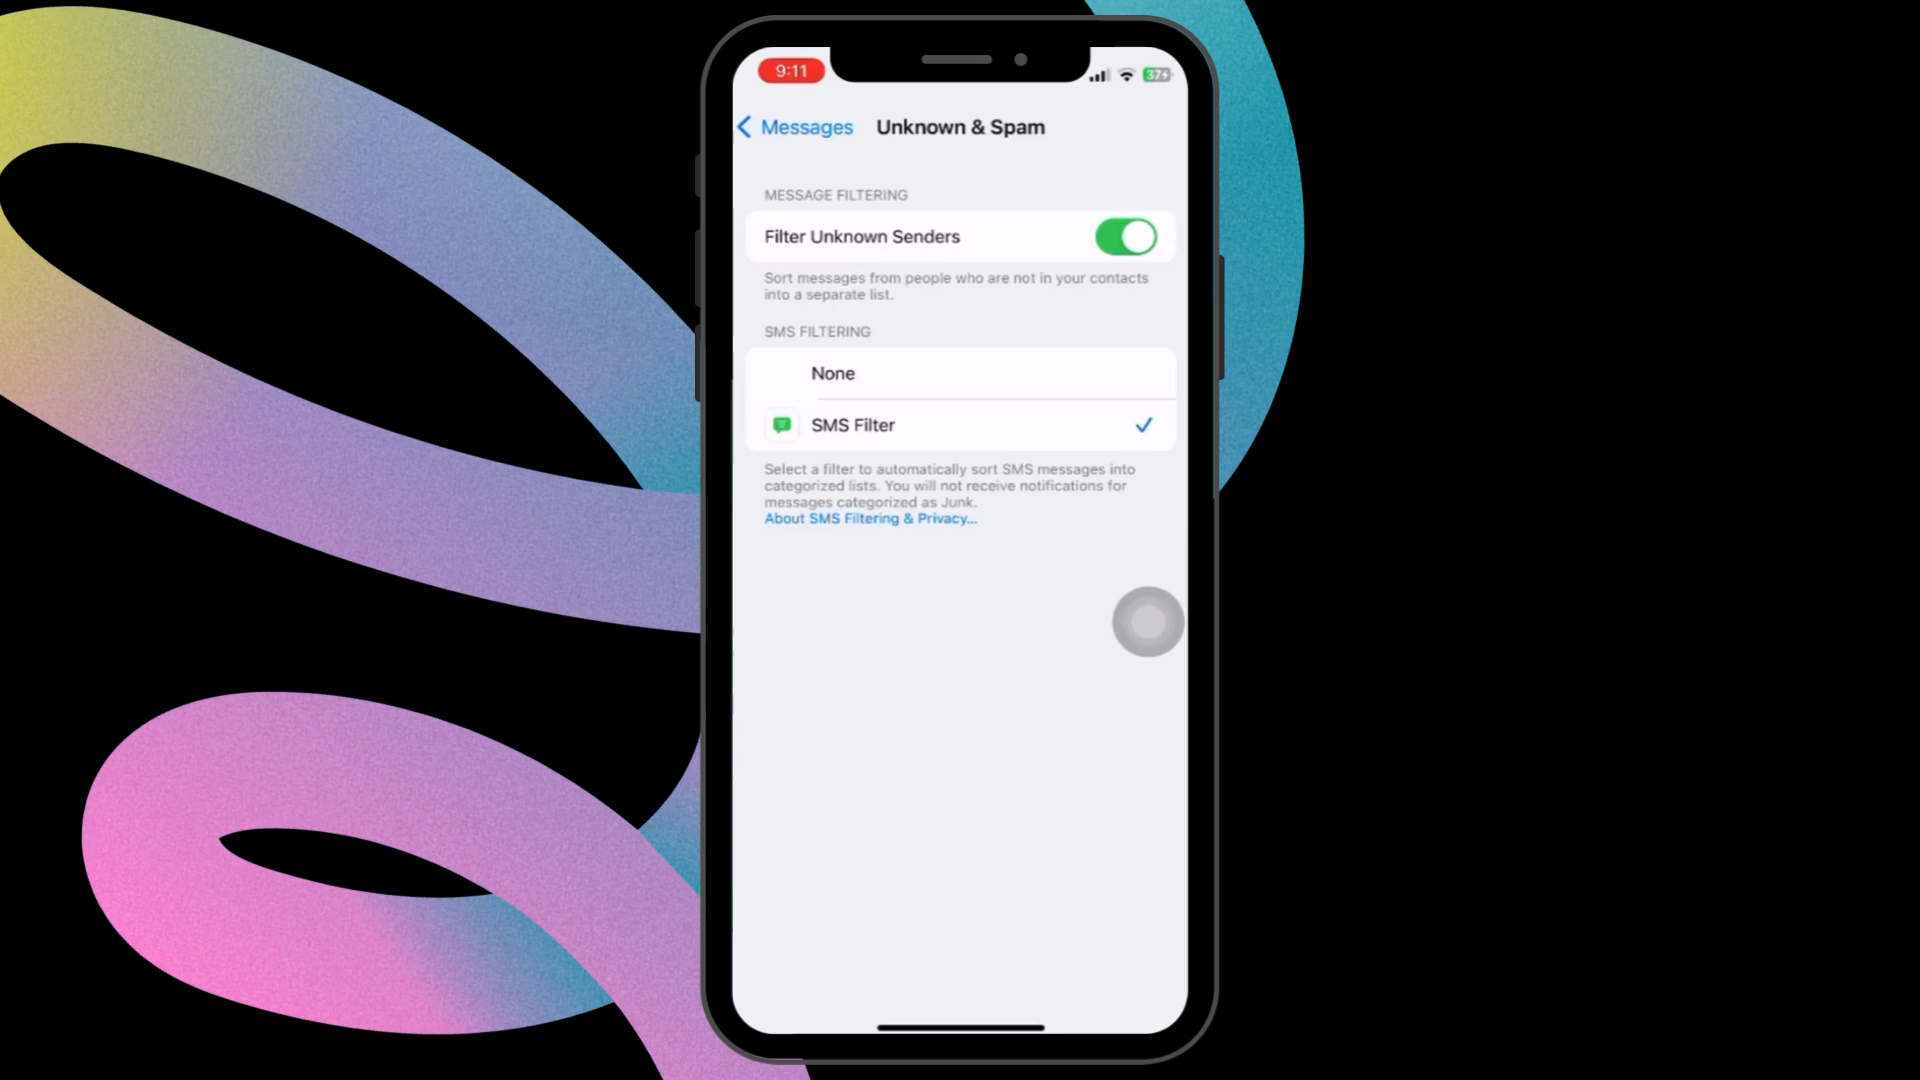 9:11
37
Messages Unknown & Spam
MESSAGE FILTERING
Filter Unknown Senders
Sort messages from people who are not in your contacts
into a separate list.
SMS FILTERING
None
SMS Filter
Select a filter to automatically sort SMS messages into
categorized lists. You will not receive notifications for
messages categorized as Junk.
About SMS Filtering & Privacy...